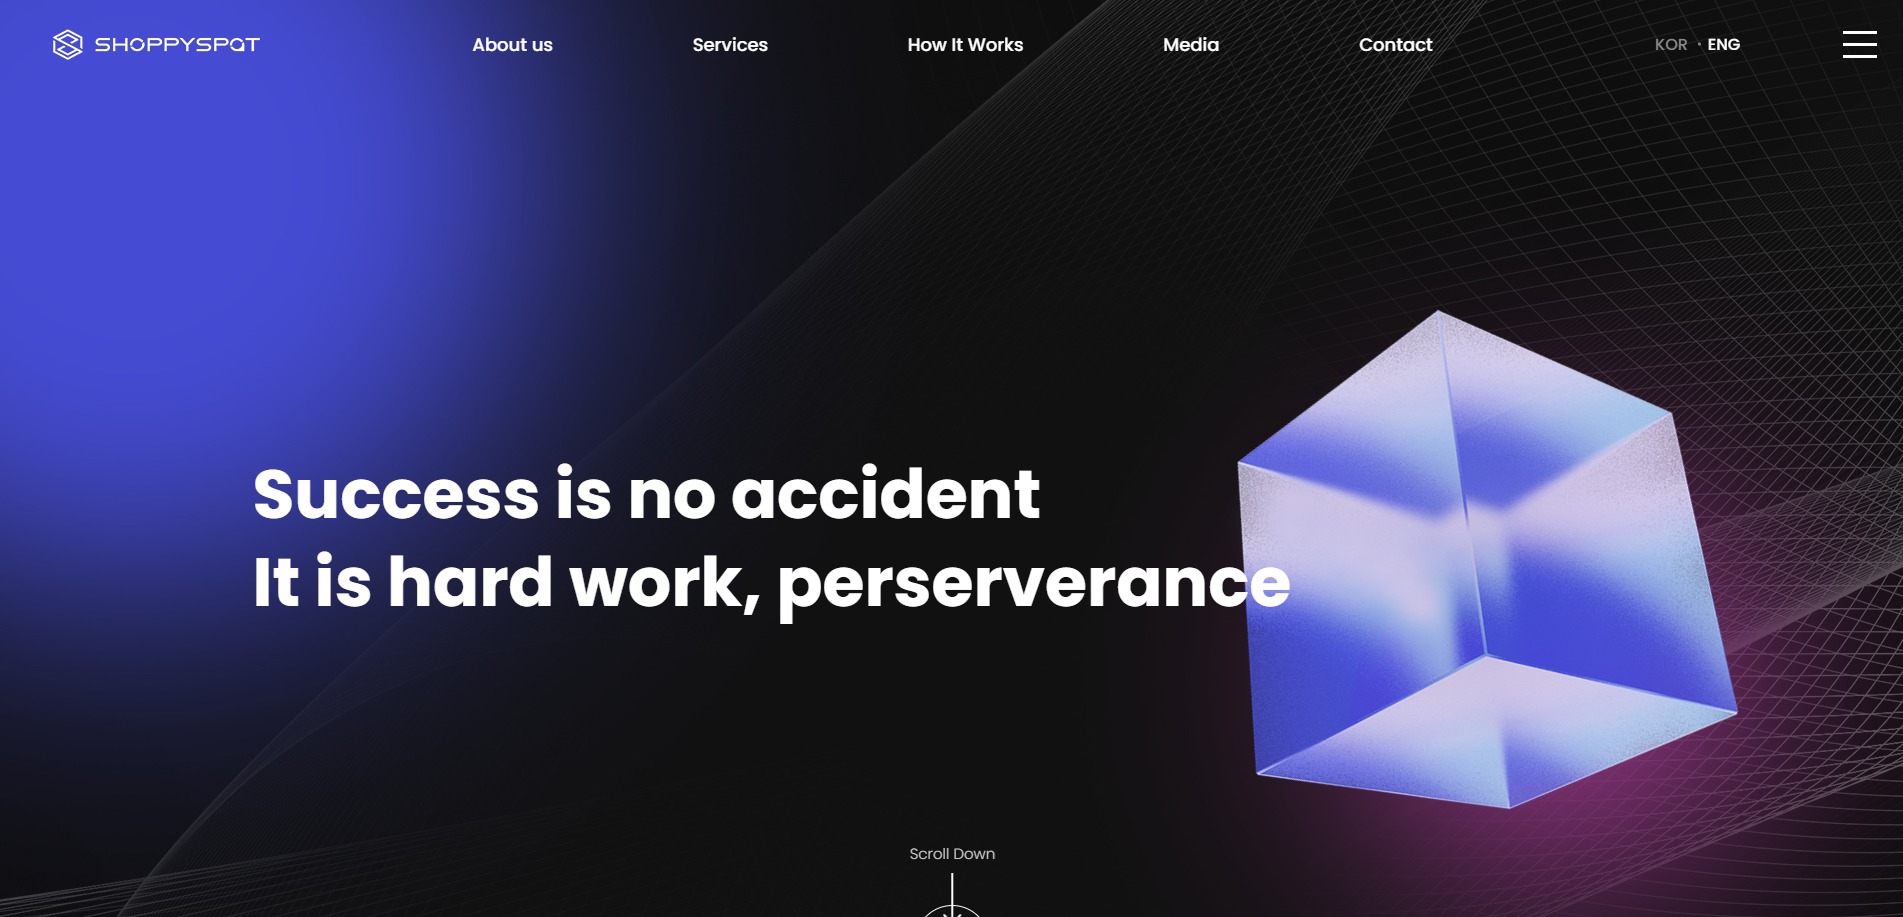 SHOPPYSPOT
About us
Services
How It Works
Media
Contact
KOR · ENG
Success is no accident
It is hard work, perserverance
Scroll Down